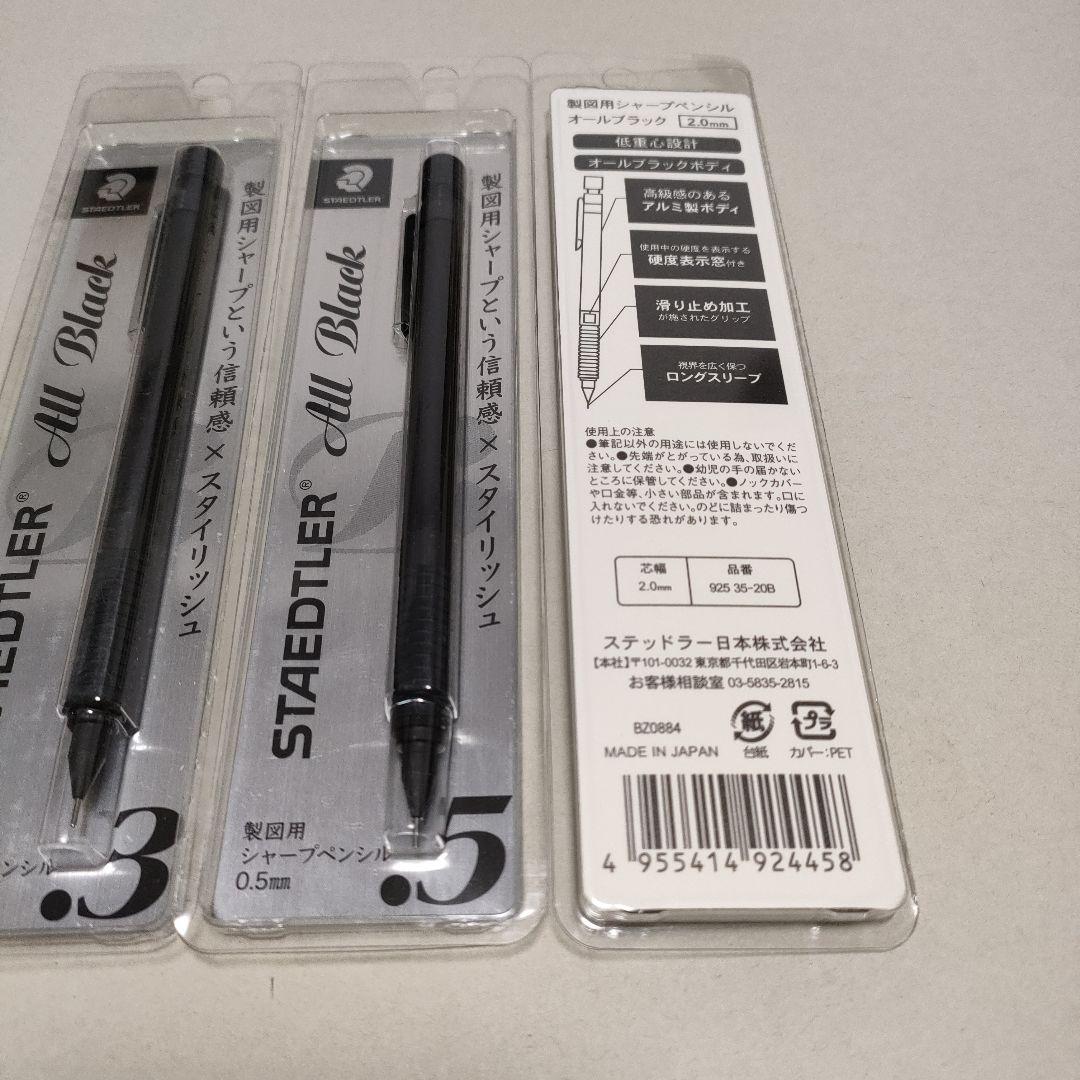 STAEDTLER
All Black
製図用シャープという信頼感×スタイリッシュ
ンシル
.3
STAEDTLER
STAEDTLER®
All Black
製図用シャープという信頼感×スタイリッシュ
製図用
シャープペンシル
0.5mm
.5
製図用シャープペンシル
オールブラック 2.0mm
低重心設計
オールブラックボディ
高級感のある
アルミ製ボディ
使用中の硬度を表示する
硬度表示窓付き
滑り止め加工
が施されたグリップ
視界を広く保つ
ロングスリーブ
使用上の注意
●筆記以外の用途には使用しないでくだ
さい。●先端がとがっている為、取扱いに
注意してください。●幼児の手の届かない
ところに保管してください。●ノックカバー
や口金等、小さい部品が含まれます。口に
入れないでください。のどに詰まったり傷つ
けたりする恐れがあります。
芯幅 品番
2.0mm 925 35-20B
ステッドラー日本株式会社
【本社】〒101-0032 東京都千代田区岩本町1-6-3
お客様相談室 03-5835-2815
BZ0884 紙 プラ
MADE IN JAPAN 台紙 カバー:PET
4 955414 924458